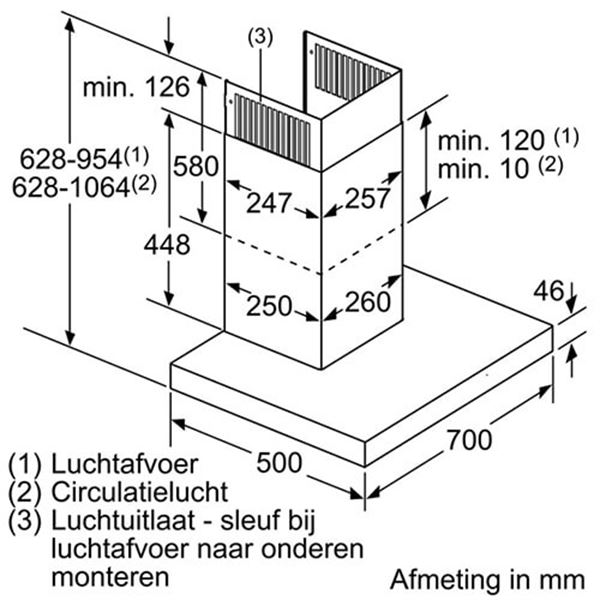 (3)
min. 126
628-954(1)
628-1064(2)
580
448
min. 120 (1)
min. 10 (2)
247
257
250
260
46
500
700
(1) Luchtafvoer
(2) Circulatielucht
(3) Luchtuitlaat - sleuf bij
luchtafvoer naar onderen
monteren
Afmeting in mm